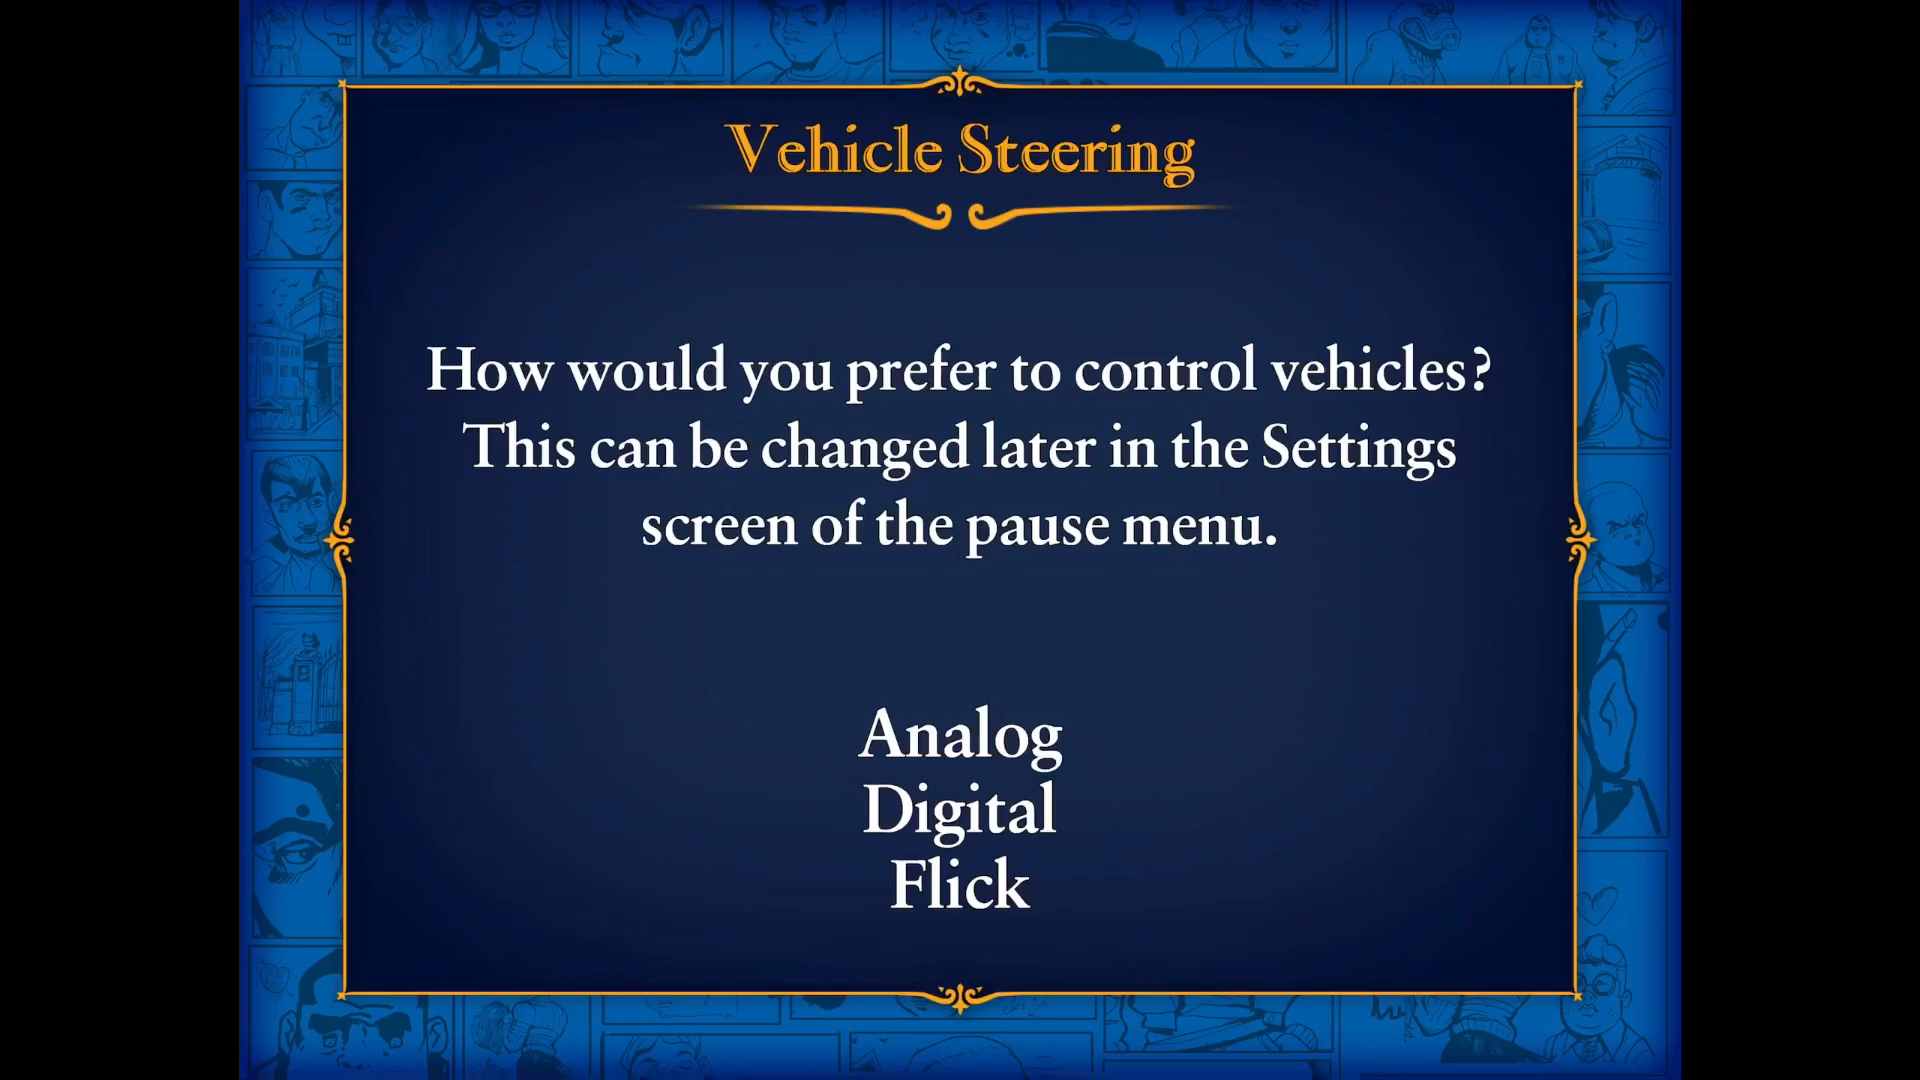 Vehicle Steering
How would you prefer to control vehicles?
This can be changed later in the Settings
screen of the pause menu.
Analog
Digital
Flick